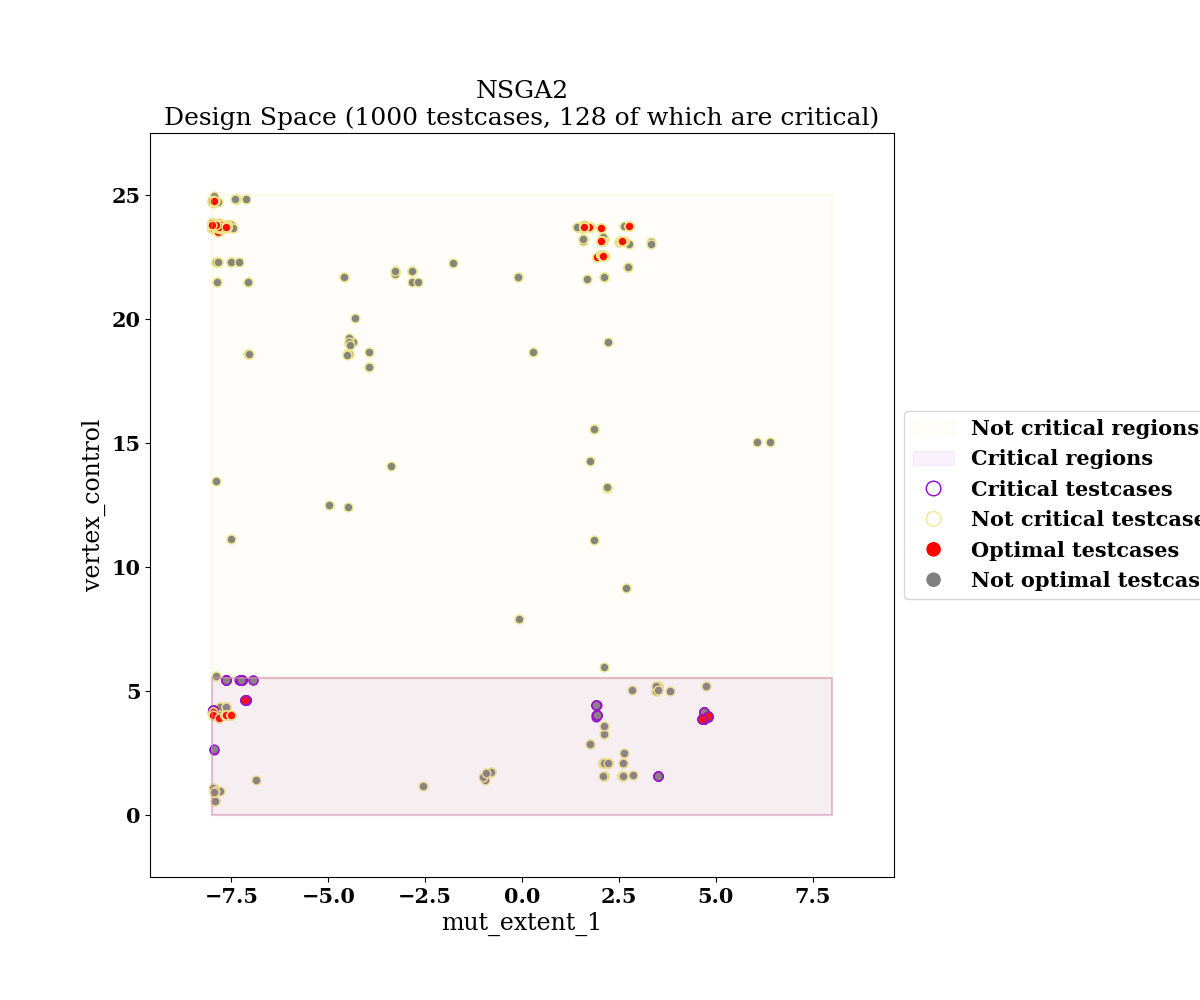 NSGA2
Design Space (1000 testcases, 128 of which are critical)
25
20
15
10
5
0
vertex_control
−7.5 −5.0 −2.5 0.0 2.5 5.0 7.5
mut_extent_1
Not critical regions
Critical regions
Critical testcases
Not critical testcase
Optimal testcases
Not optimal testcas